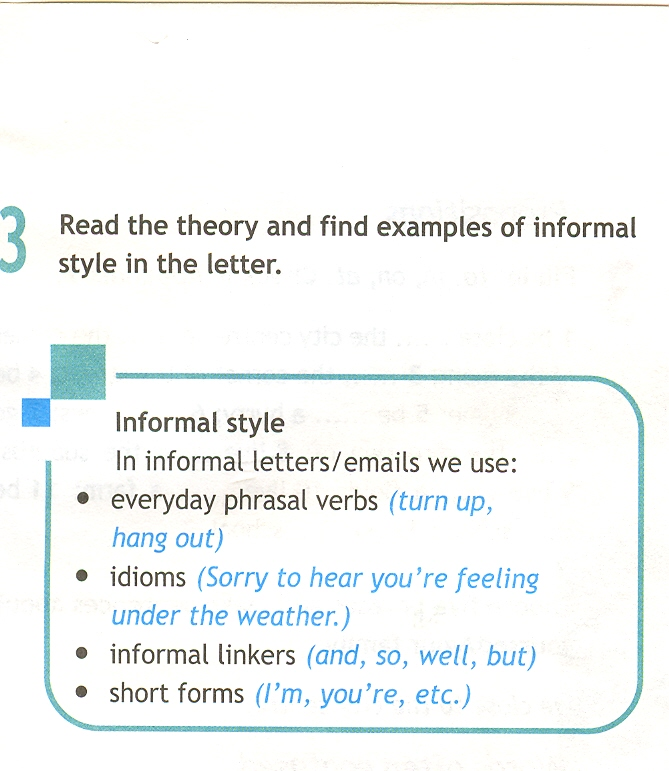 3 Read the theory and find examples of informal
style in the letter.
Informal style
In informal letters/emails we use:
• everyday phrasal verbs (turn up,
hang out)
• idioms (Sorry to hear you're feeling
under the weather.)
• informal linkers (and, so, well, but)
• short forms (I'm, you're, etc.)